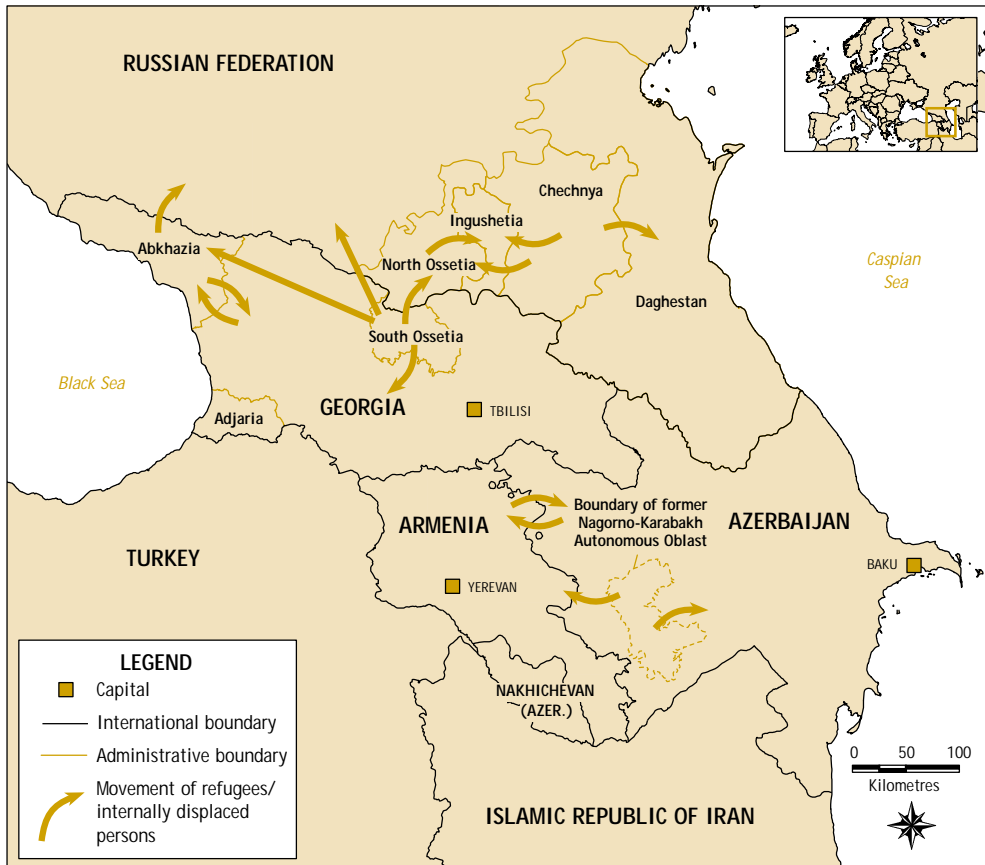 RUSSIAN FEDERATION
Chechnya
Ingushetia
Abkhazia
North Ossetia
Caspian
Sea
Daghestan
South Ossetia
Black Sea
GEORGIA
TBILISI
Adjaria
Boundary of former
Nagorno-Karabakh
Autonomous Oblast
ARMENIA
AZERBAIJAN
TURKEY
BAKU
YEREVAN
NAKHICHEVAN
(AZER.)
LEGEND
Capital
International boundary
Administrative boundary
Movement of refugees/
internally displaced
persons
0 50 100
Kilometres
ISLAMIC REPUBLIC OF IRAN